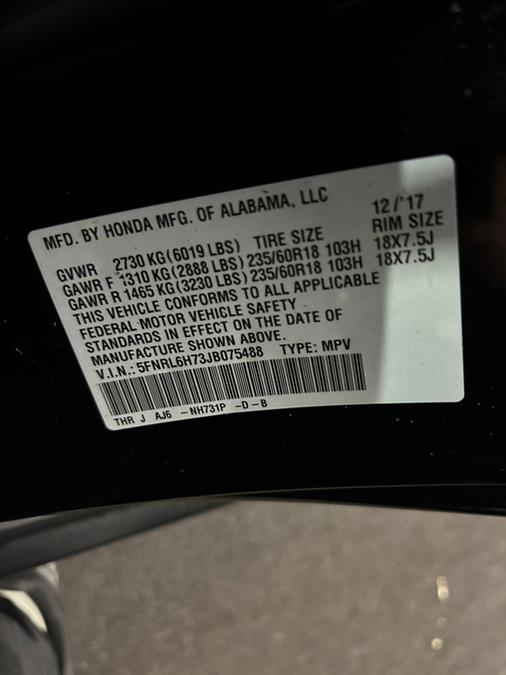 MFD. BY HONDA MFG. OF ALABAMA, LLC 12/'17
GVWR 2730 KG(6019 LBS) TIRE SIZE RIM SIZE
GAWR F 1310 KG(2888 LBS)235/60R18 103H 18X7.5J
GAWR R 1465 KG(3230 LBS)235/60R18 103H 18X7.5J
THIS VEHICLE CONFORMS TO ALL APPLICABLE
FEDERAL MOTOR VEHICLE SAFETY
STANDARDS IN EFFECT ON THE DATE OF
MANUFACTURE SHOWN ABOVE.
V.I.N.:5FNRL6H73JB075488 TYPE: MPV
THR J AJ6 -NH731P -D-B